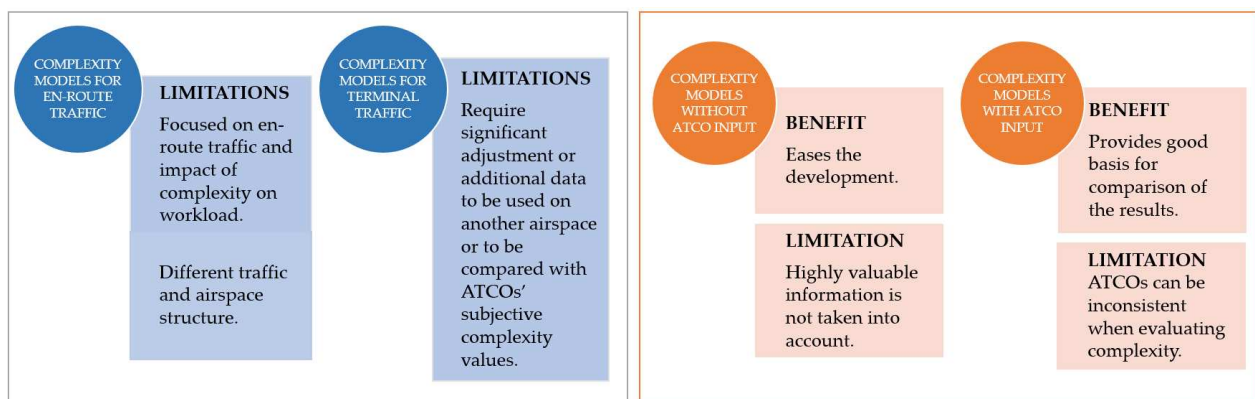 COMPLEXITY
MODELS FOR
EN-ROUTE
TRAFFIC
LIMITATIONS
Focused on en-
route traffic and
impact of
complexity on
workload.
Different traffic
and airspace
structure.
COMPLEXITY
MODELS FOR
TERMINAL
TRAFFIC
LIMITATIONS
Require
significant
adjustment or
additional data
to be used on
another airspace
or to be
compared with
ATCOs’
subjective
complexity
values.
COMPLEXITY
MODELS
WITHOUT
ATCO INPUT
BENEFIT
Eases the
development.
LIMITATION
Highly valuable
information is
not taken into
account.
COMPLEXITY
MODELS
WITH ATCO
INPUT
BENEFIT
Provides good
basis for
comparison of
the results.
LIMITATION
ATCOs can be
inconsistent
when evaluating
complexity.